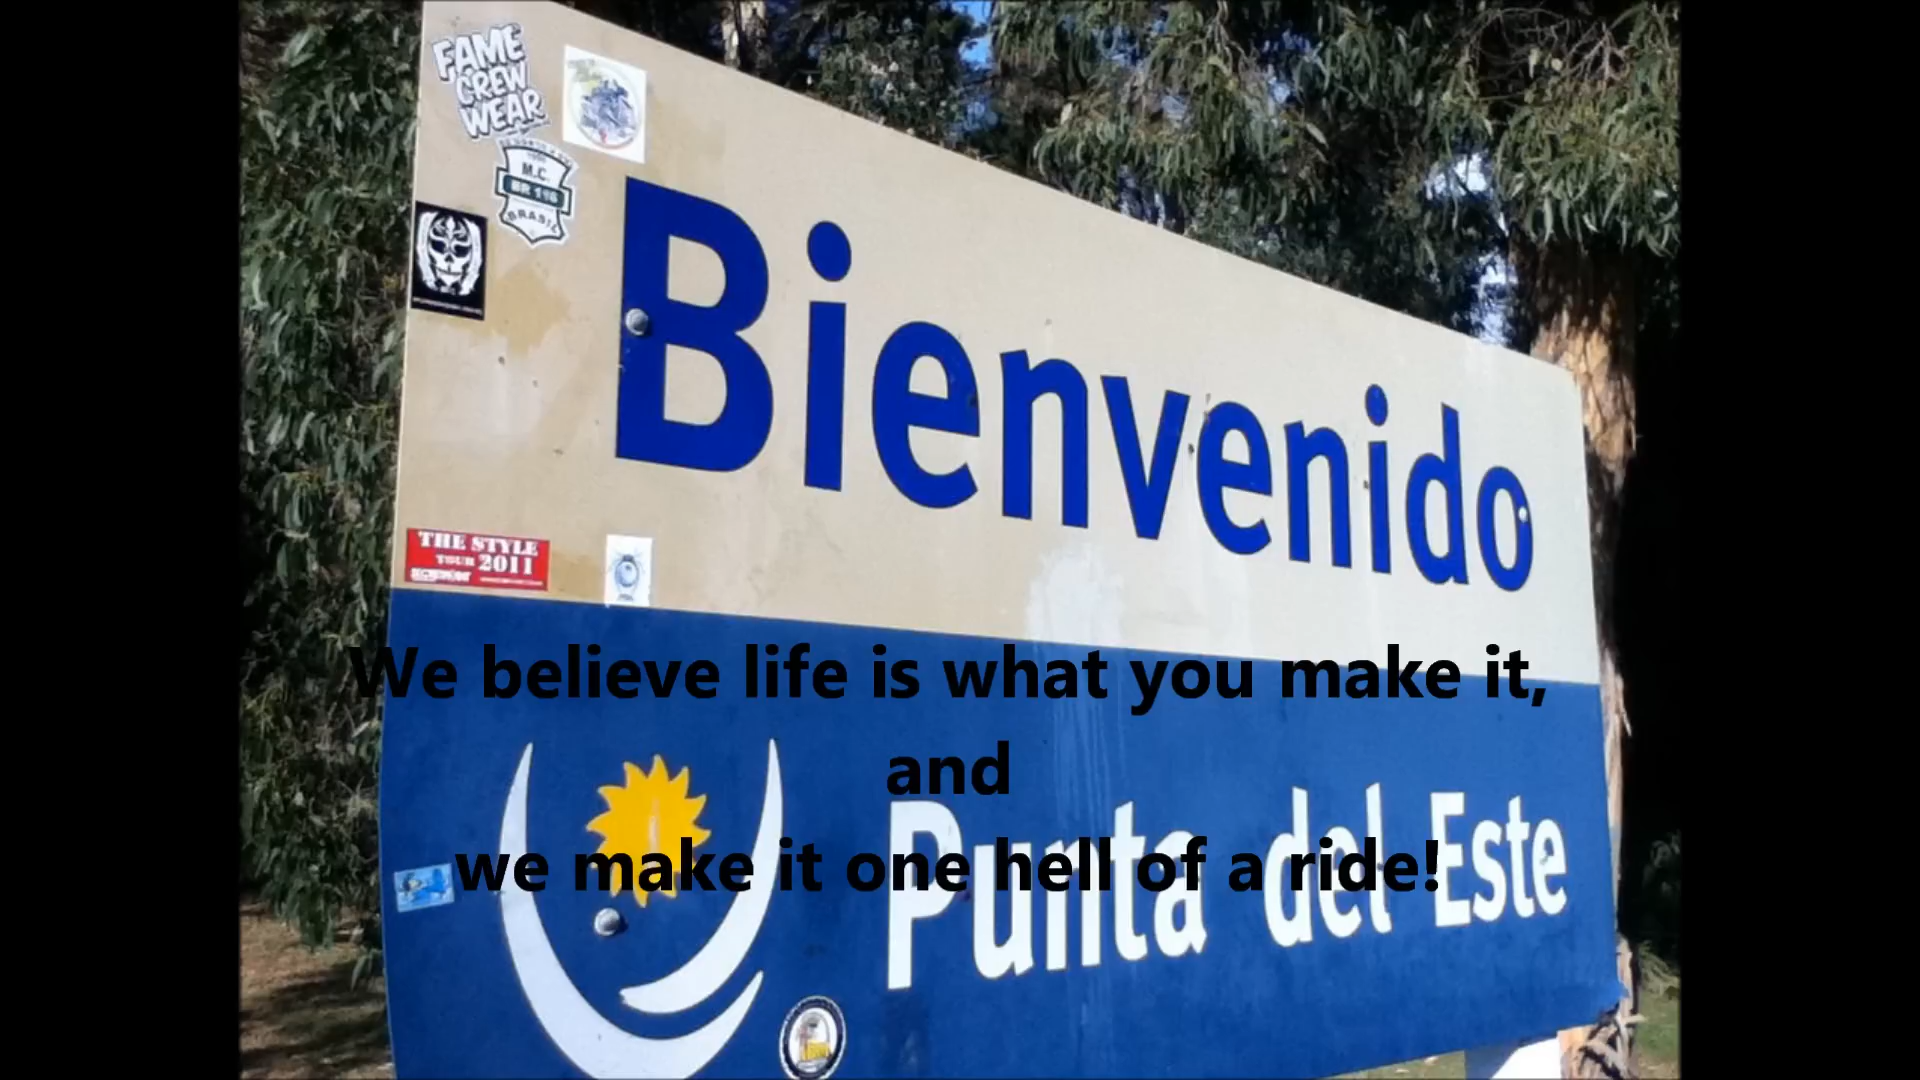 FAME
CREW
WEAR
M.C.
BR 116
BRASIL
Bienvenido
THE STYLE
TOUR 2011
We believe life is what you make it,
and
we make it one hell of a ride!
Punta del Este